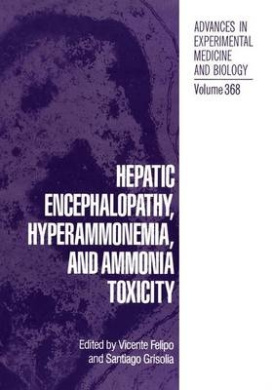 ADVANCES IN
EXPERIMENTAL
MEDICINE
AND BIOLOGY
Volume 368
HEPATIC
ENCEPHALOPATHY,
HYPERAMMONEMIA,
AND AMMONIA
TOXICITY
Edited by Vicente Felipo
and Santiago Grisolía